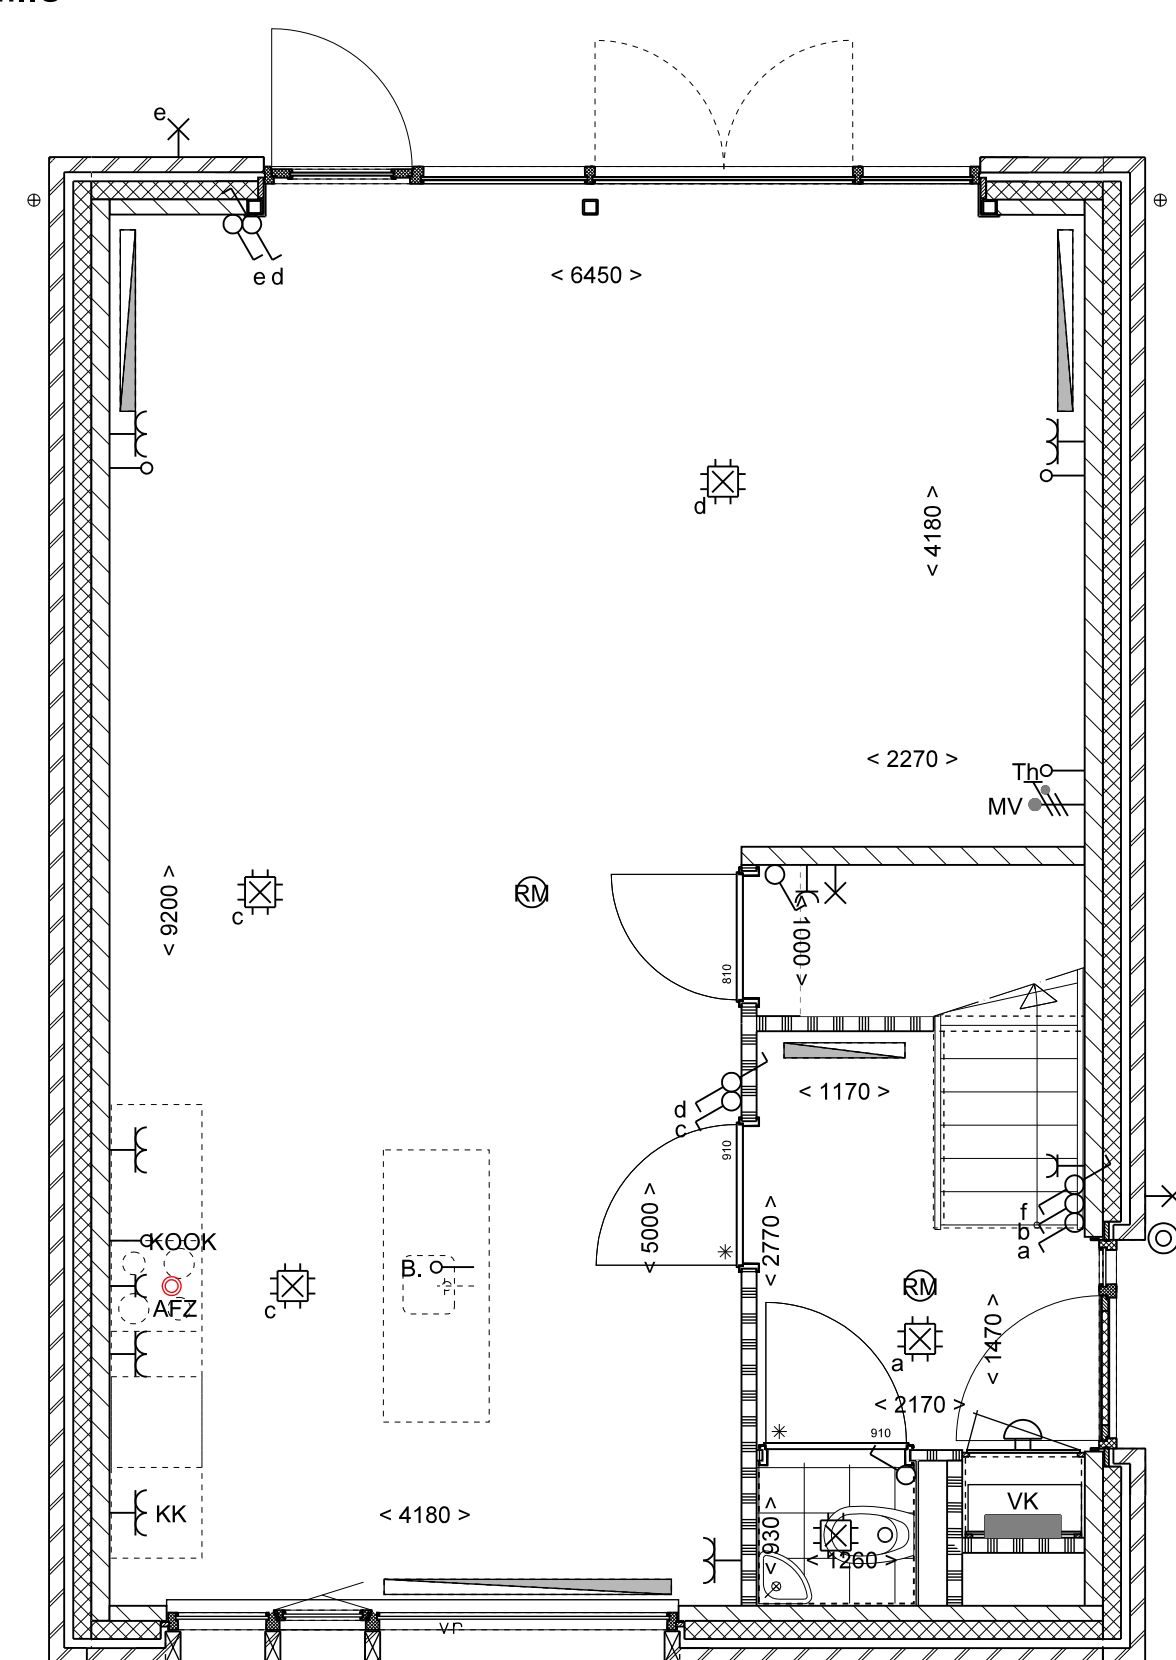 e
e d
< 6450 >
d
< 4180 >
< 2270 >
Th
MV
< 9200 >
c
RM
< 1000 >
810
< 1170 >
d
c
910
< 5000 >
< 2770 >
f
b
a
KOOK
B.
AFZ
c
RM
a
< 1470 >
< 2170 >
910
KK
< 4180 >
VK
< 930 >
< 1260 >